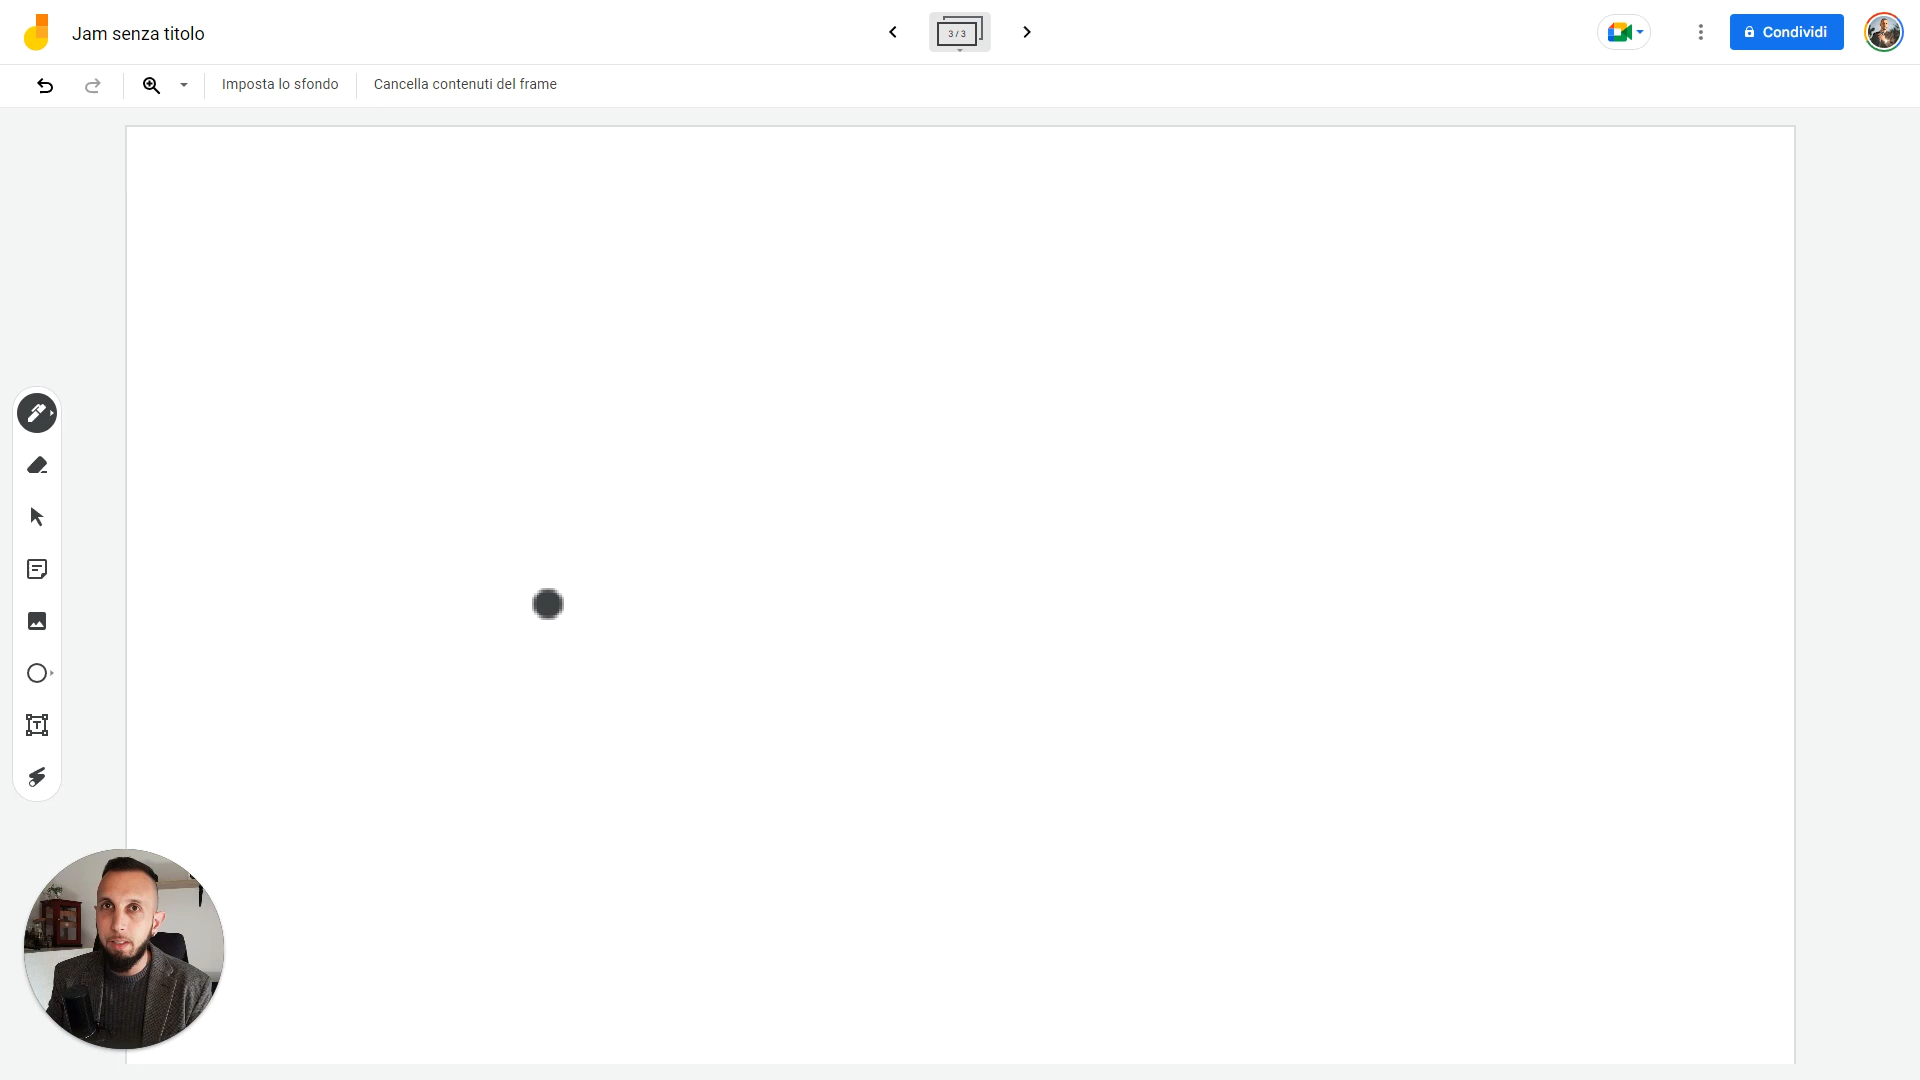 Jam senza titolo
3 / 3
Condividi
Imposta lo sfondo
Cancella contenuti del frame
T